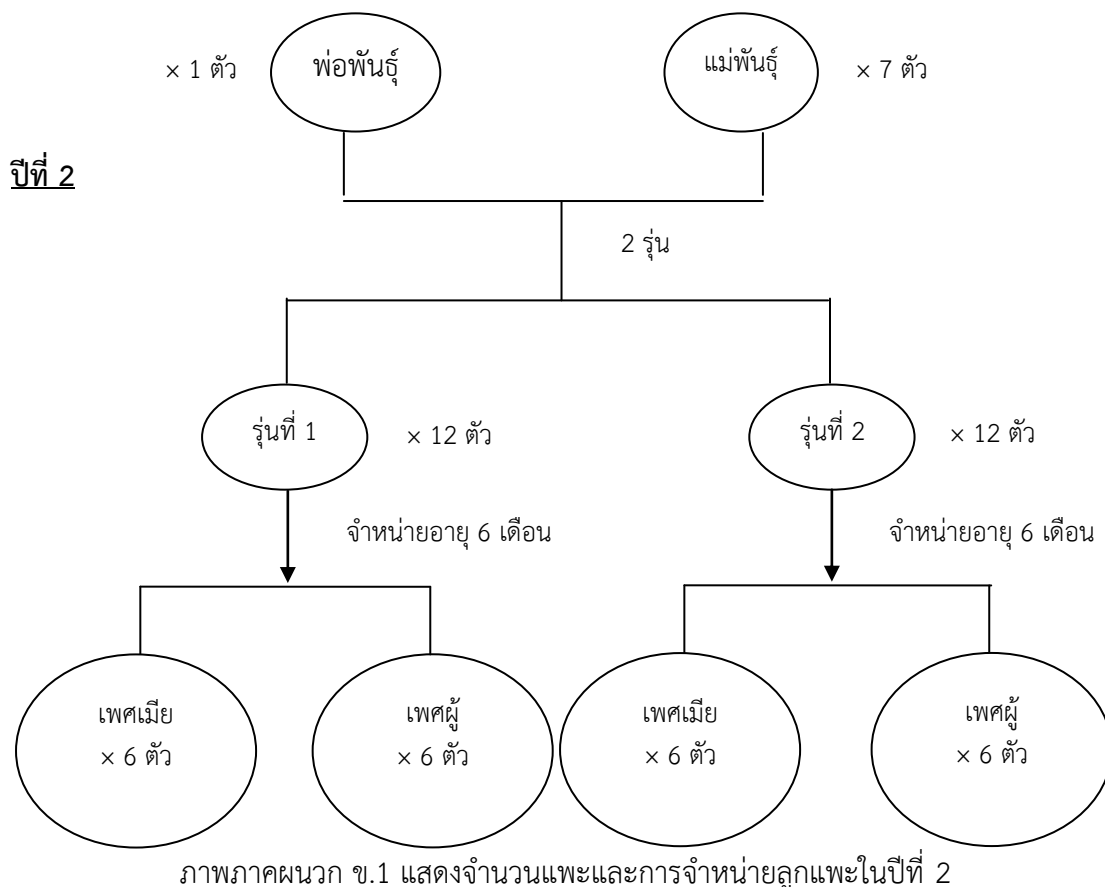 × 1 ตัว พ่อพันธุ์ แม่พันธุ์ × 7 ตัว
ปีที่ 2
2 รุ่น
รุ่นที่ 1 × 12 ตัว รุ่นที่ 2 × 12 ตัว
จำหน่ายอายุ 6 เดือน จำหน่ายอายุ 6 เดือน
เพศเมีย เพศผู้ เพศเมีย เพศผู้
× 6 ตัว × 6 ตัว × 6 ตัว × 6 ตัว
ภาพภาคผนวก ข.1 แสดงจำนวนแพะและการจำหน่ายลูกแพะในปีที่ 2